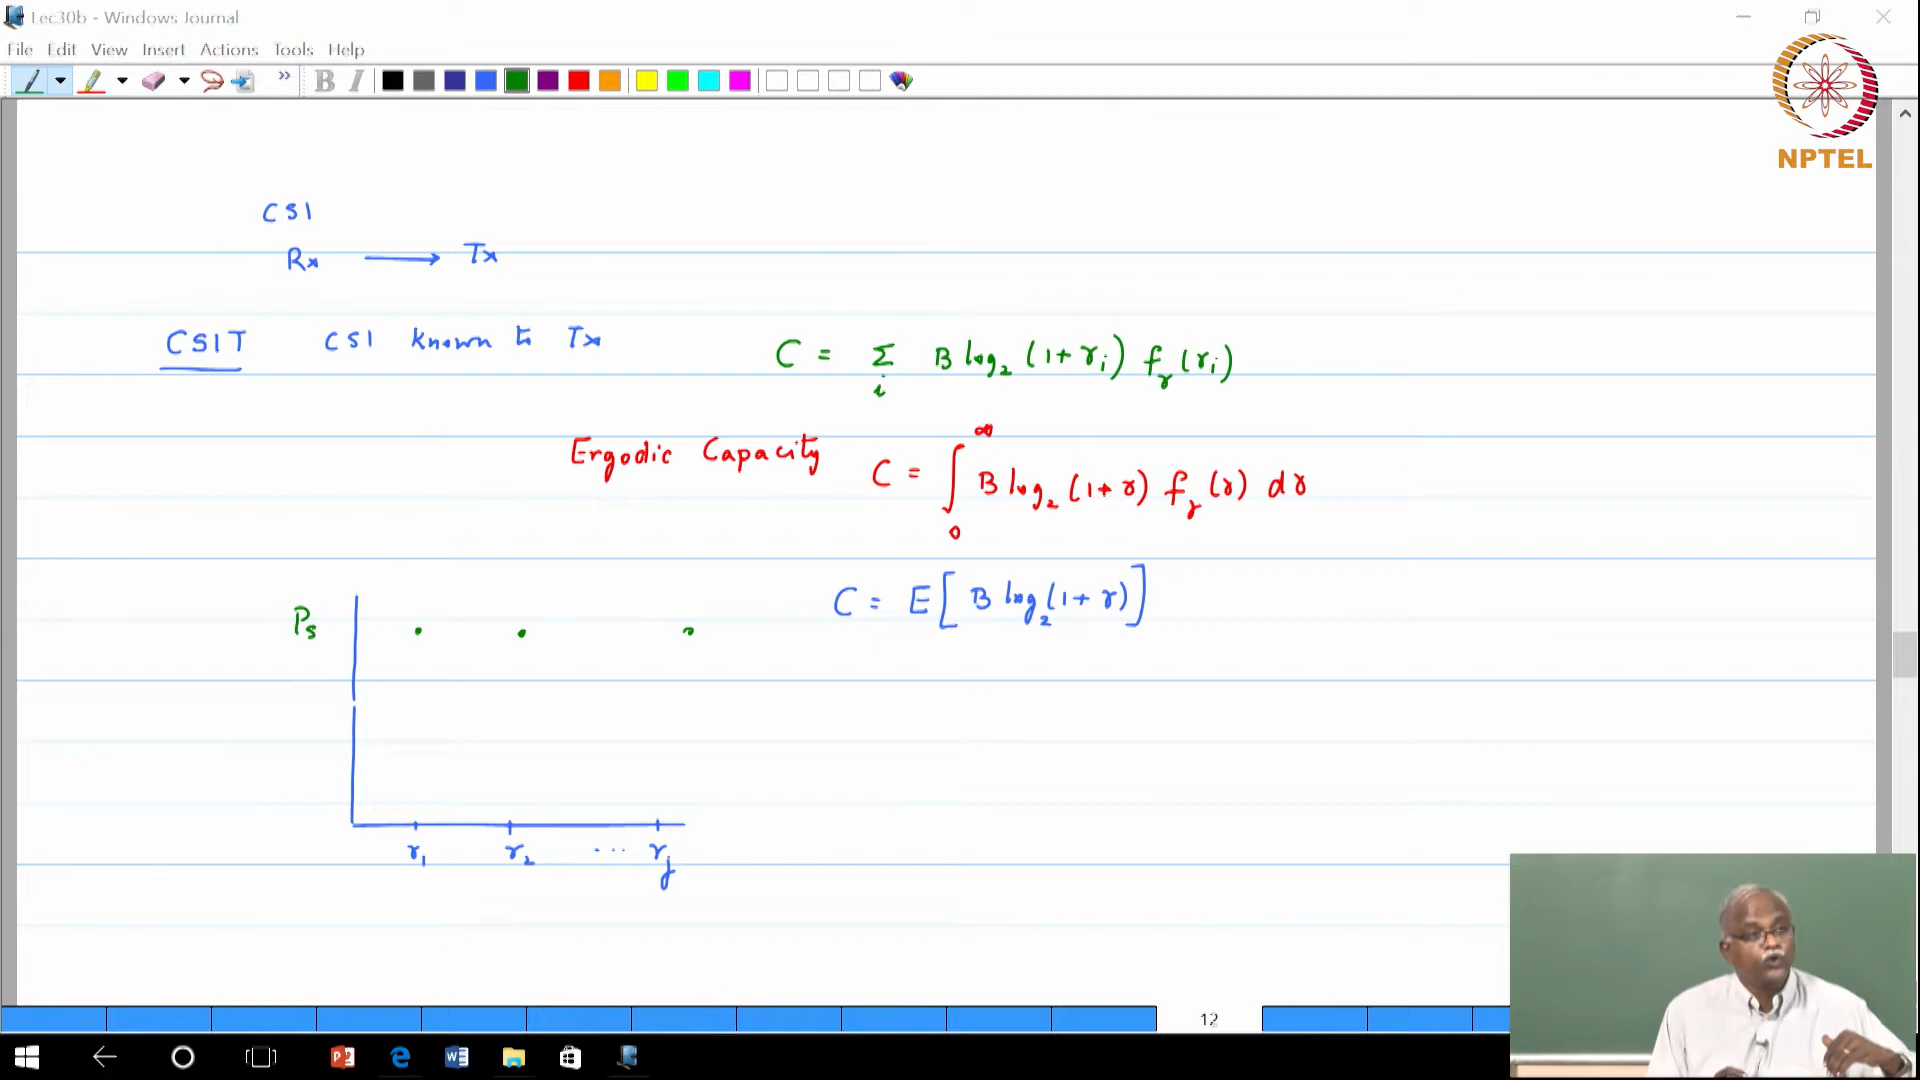 Lec30b - Windows Journal
File Edit View Insert Actions Tools Help
B I
NPTEL
CSI
Rx → Tx
CSIT CSI known to Tx
C = Σ_i B log₂ (1 + γ_i) f_γ(γ_i)
Ergodic Capacity C = ∫₀^∞ B log₂ (1 + γ) f_γ(γ) dγ
C = E[B log₂(1 + γ)]
P_s
γ₁ γ₂ ... γ_j
12